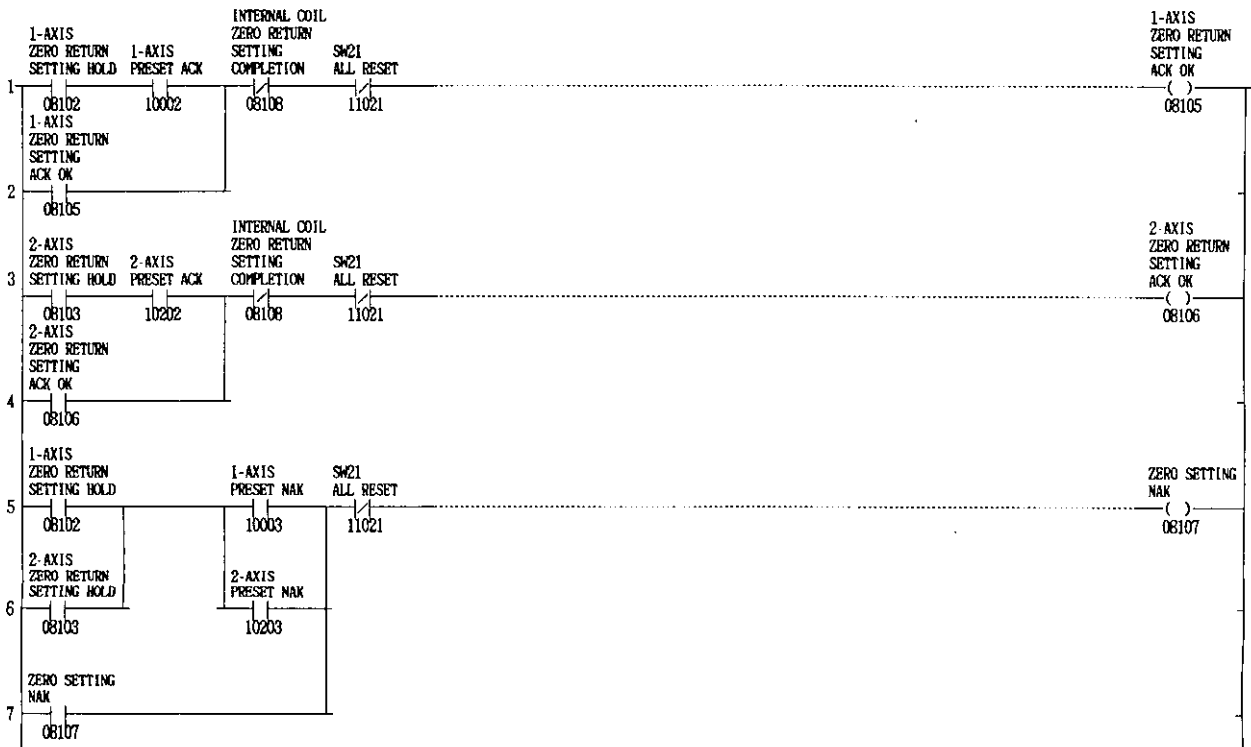 INTERNAL COIL
1-AXIS ZERO RETURN 1-AXIS
ZERO RETURN 1-AXIS SETTING SW21 ZERO RETURN
SETTING HOLD PRESET ACK COMPLETION ALL RESET SETTING
ACK OK
1 08102 10002 08108 11021 ( ) 08105
1-AXIS
ZERO RETURN
SETTING
ACK OK
2 08105
INTERNAL COIL
2-AXIS ZERO RETURN 2-AXIS
ZERO RETURN 2-AXIS SETTING SW21 ZERO RETURN
SETTING HOLD PRESET ACK COMPLETION ALL RESET SETTING
ACK OK
3 08103 10202 08108 11021 ( ) 08106
2-AXIS
ZERO RETURN
SETTING
ACK OK
4 08106
1-AXIS
ZERO RETURN 1-AXIS SW21 ZERO SETTING
SETTING HOLD PRESET NAK ALL RESET NAK
5 08102 10003 11021 ( ) 08107
2-AXIS
ZERO RETURN 2-AXIS
SETTING HOLD PRESET NAK
6 08103 10203
ZERO SETTING
NAK
7 08107